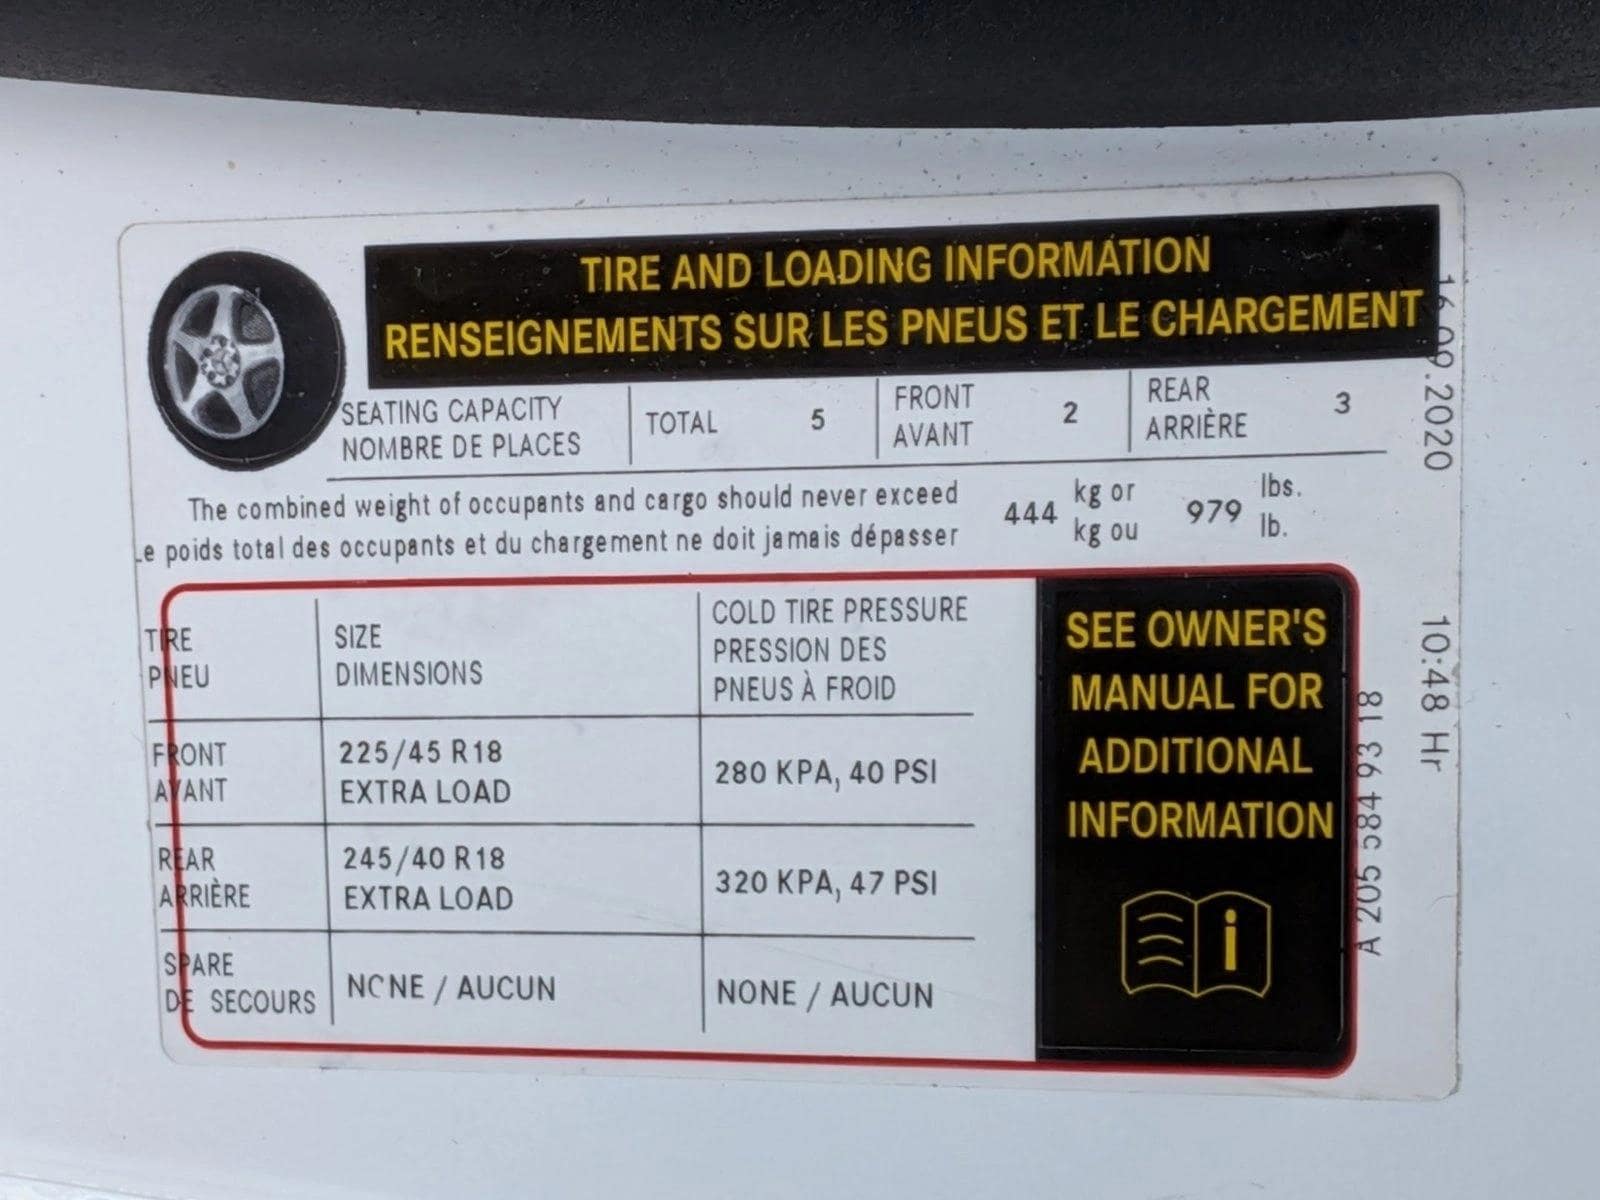 TIRE AND LOADING INFORMATION
RENSEIGNEMENTS SUR LES PNEUS ET LE CHARGEMENT
SEATING CAPACITY
NOMBRE DE PLACES
TOTAL 5
FRONT
AVANT
2
REAR
ARRIÈRE
3
The combined weight of occupants and cargo should never exceed
Le poids total des occupants et du chargement ne doit jamais dépasser
444
kg or
kg ou
979
lbs.
lb.
TIRE
PNEU
SIZE
DIMENSIONS
COLD TIRE PRESSURE
PRESSION DES
PNEUS À FROID
FRONT
AVANT
225/45 R18
EXTRA LOAD
280 KPA, 40 PSI
REAR
ARRIÈRE
245/40 R18
EXTRA LOAD
320 KPA, 47 PSI
SPARE
DE SECOURS
NONE / AUCUN
NONE / AUCUN
SEE OWNER'S
MANUAL FOR
ADDITIONAL
INFORMATION
i
A 205 584 93 18
16.09.2020 10:48 Hr